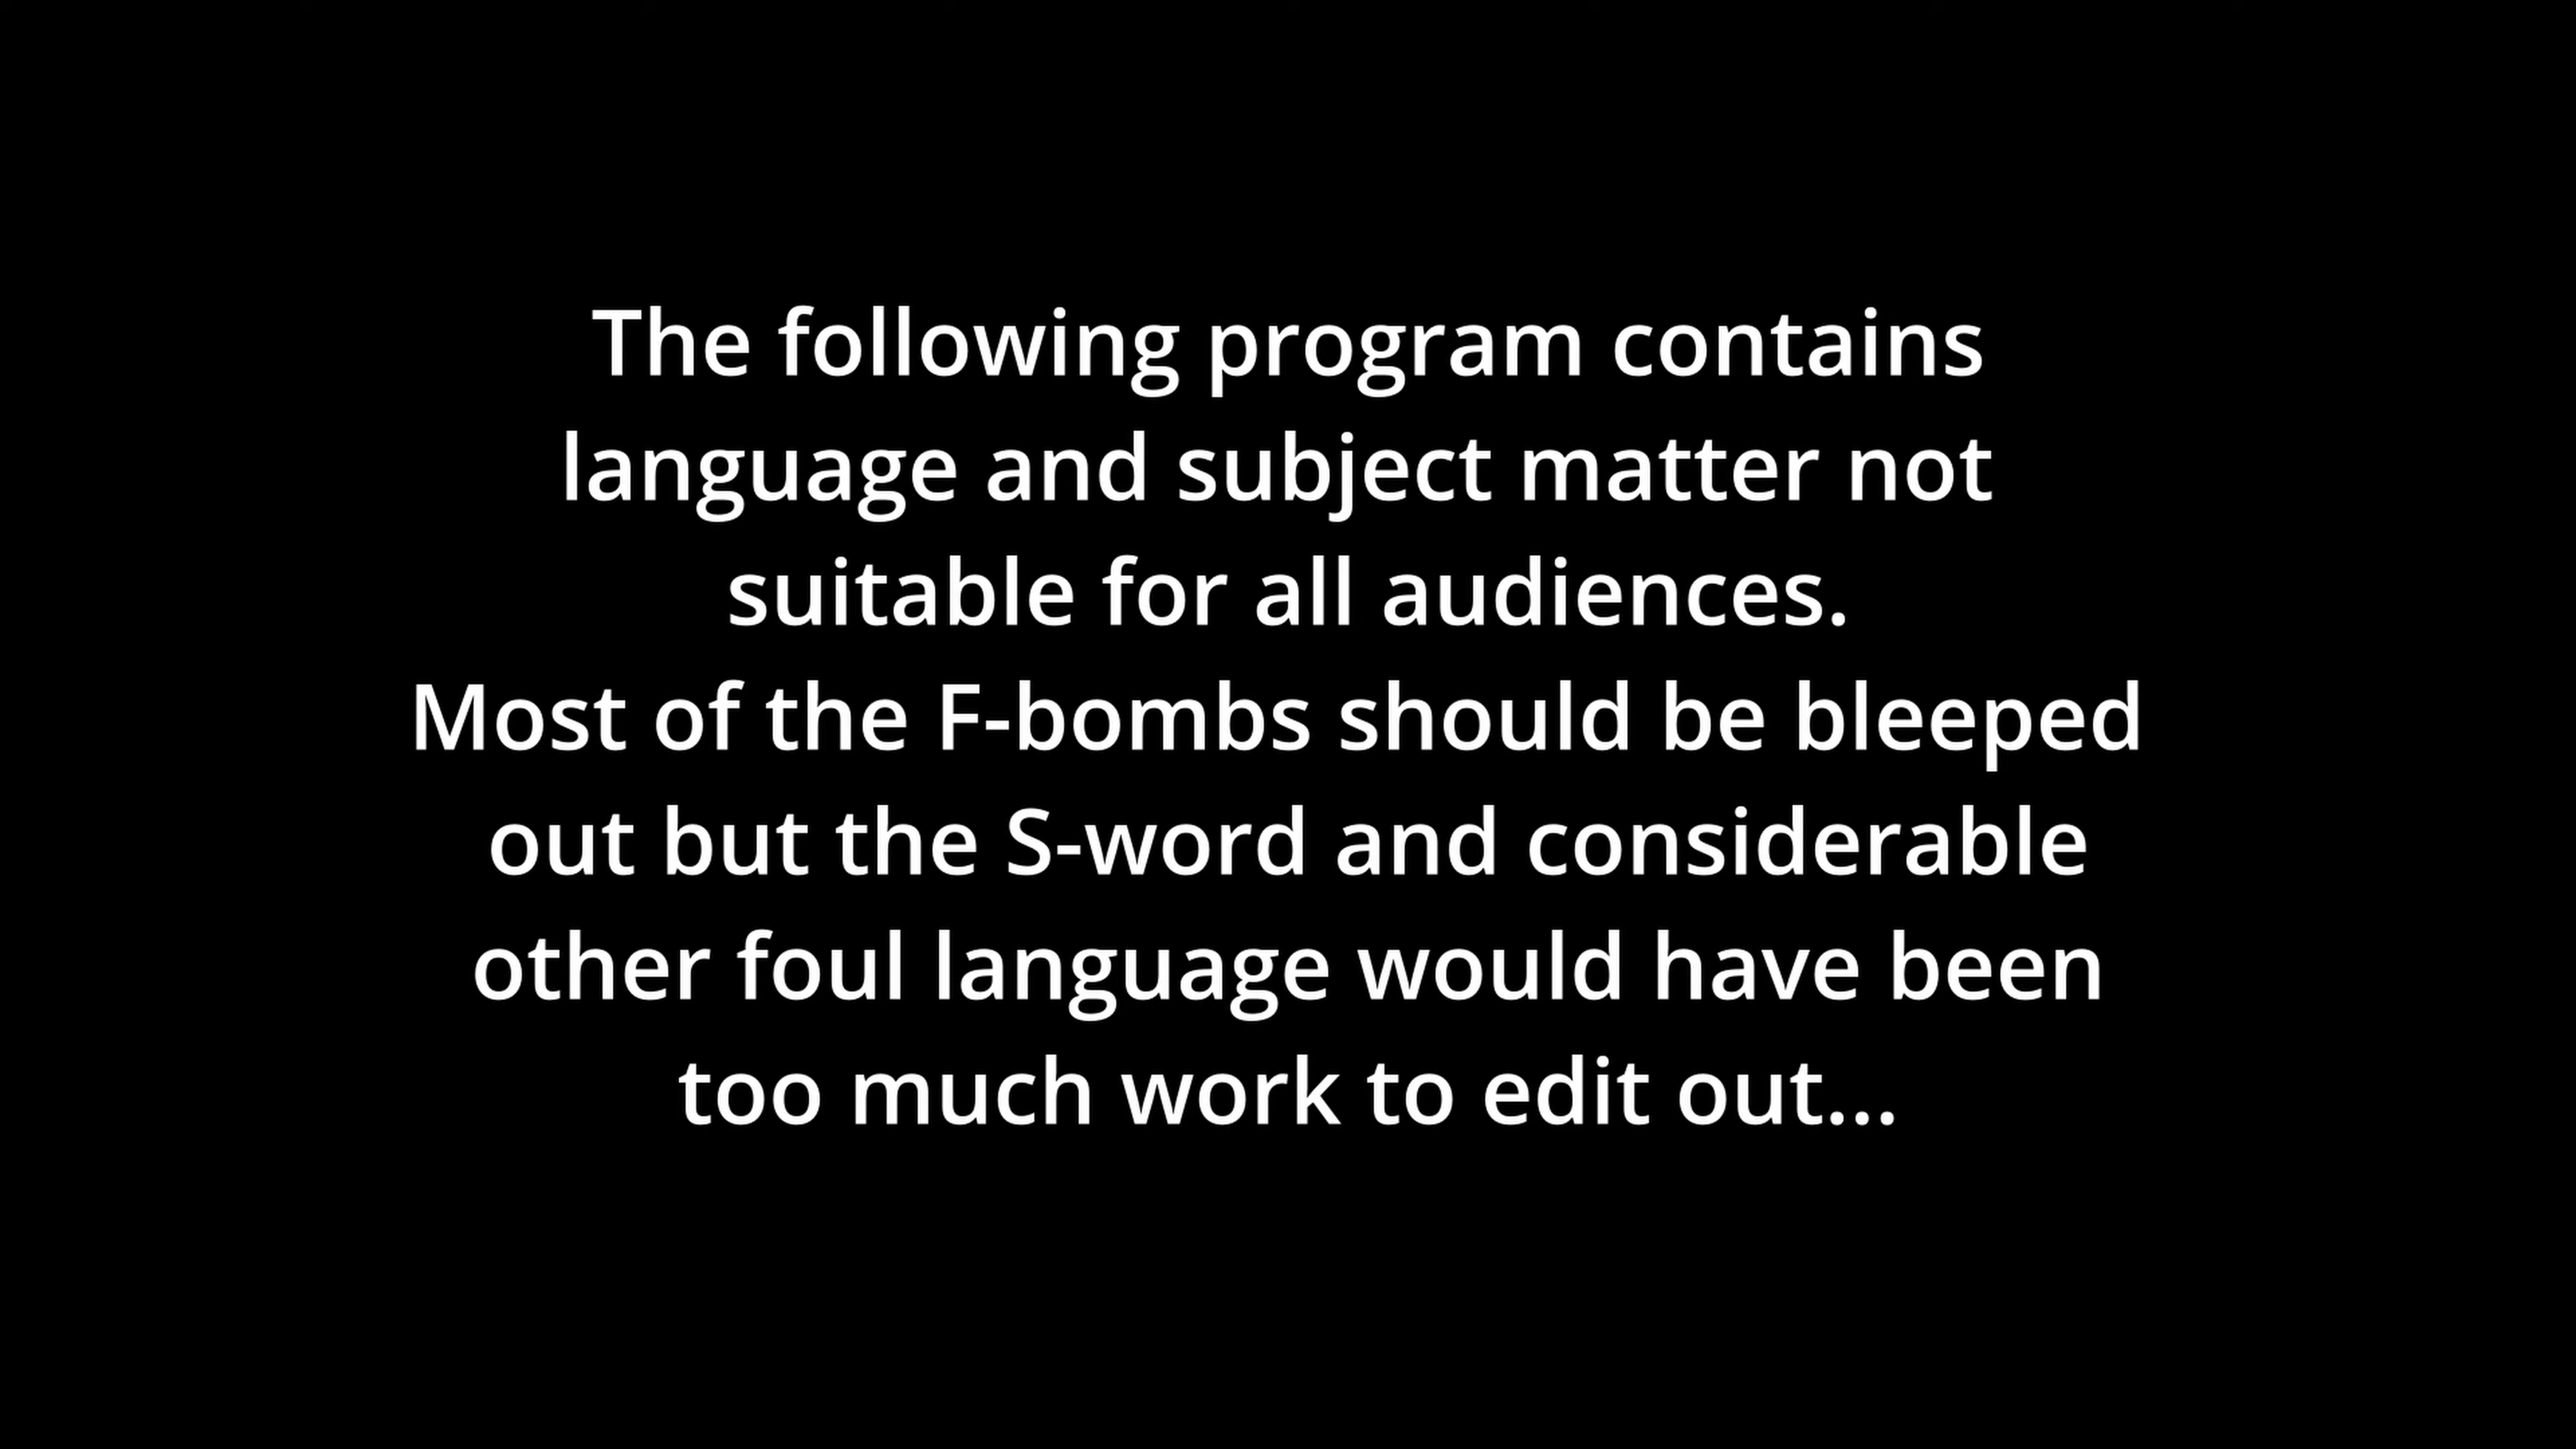 The following program contains
language and subject matter not
suitable for all audiences.
Most of the F-bombs should be bleeped
out but the S-word and considerable
other foul language would have been
too much work to edit out...